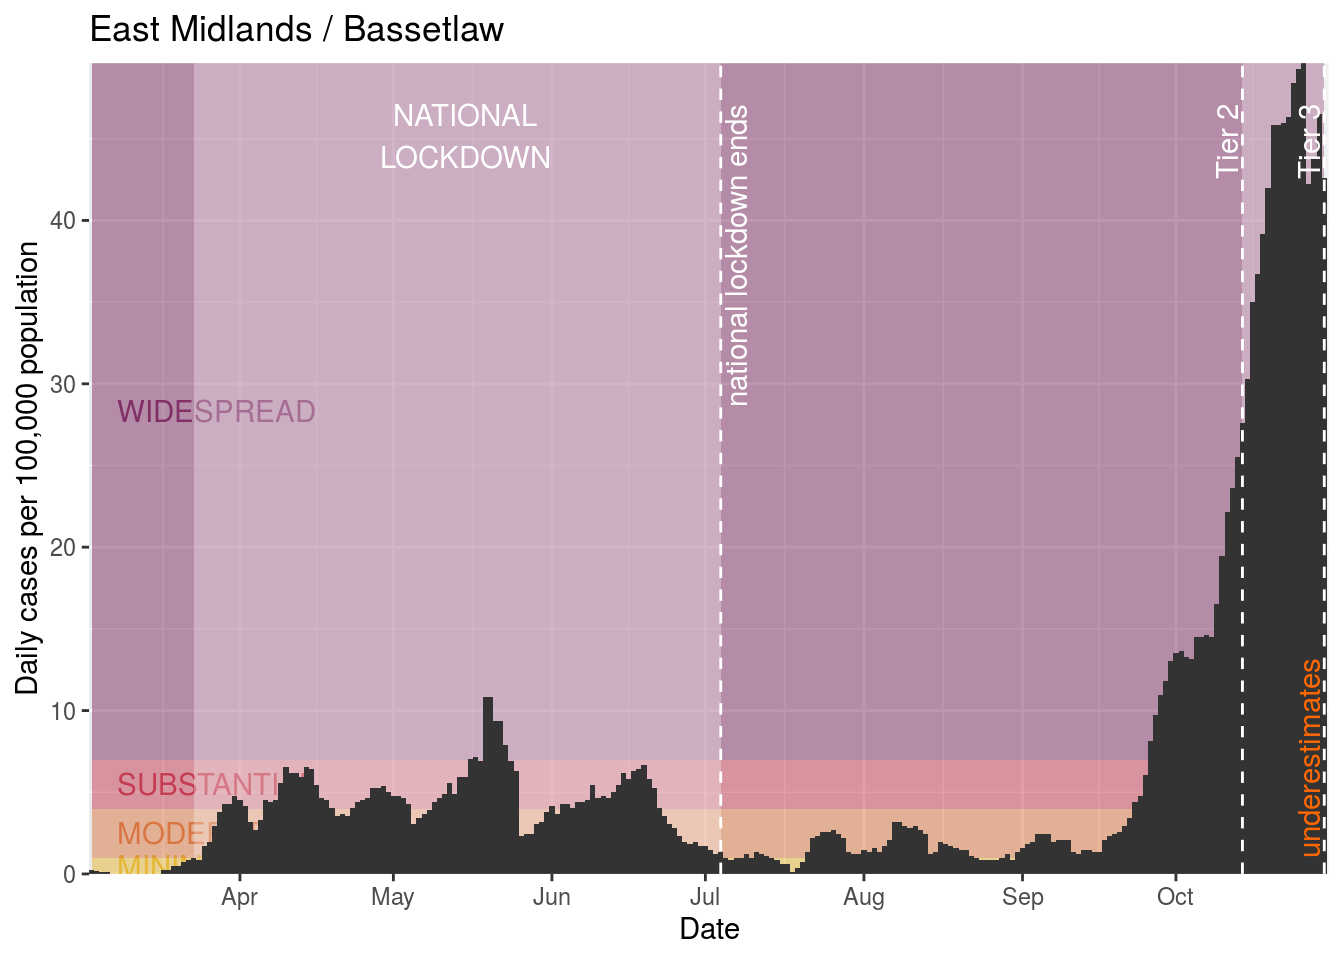 East Midlands / Bassetlaw
NATIONAL
LOCKDOWN
national lockdown ends
Tier 2
Tier 3
WIDESPREAD
underestimates
Daily cases per 100,000 population
40
30
20
10
0
Apr
May
Jun
Jul
Aug
Sep
Oct
Date